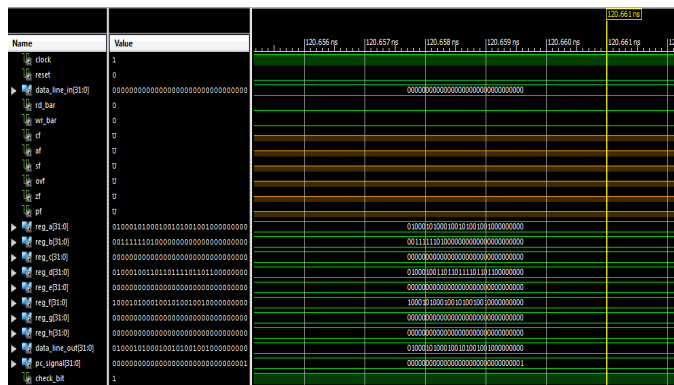 120.661 ns
Name Value 120.656 ns 120.657 ns 120.658 ns 120.659 ns 120.660 ns 120.661 ns
clock 1
reset 0
data_line_in[31:0] 00000000000000000000000000000000 00000000000000000000000000000000
rd_bar 0
wr_bar 0
cf U
af U
sf U
ovf U
zf U
pf U
reg_a[31:0] 01000101000100101001001000000000 01000101000100101001001000000000
reg_b[31:0] 00111111010000000000000000000000 00111111010000000000000000000000
reg_c[31:0] 00000000000000000000000000000000 00000000000000000000000000000000
reg_d[31:0] 01000100110110111101101100000000 01000100110110111101101100000000
reg_e[31:0] 00000000000000000000000000000000 00000000000000000000000000000000
reg_f[31:0] 10001010001001010010010000000000 10001010001001010010010000000000
reg_g[31:0] 00000000000000000000000000000000 00000000000000000000000000000000
reg_h[31:0] 00000000000000000000000000000000 00000000000000000000000000000000
data_line_out[31:0] 01000101000100101001001000000000 01000101000100101001001000000000
pc_signal[31:0] 00000000000000000000000000000001 00000000000000000000000000000001
check_bit 1